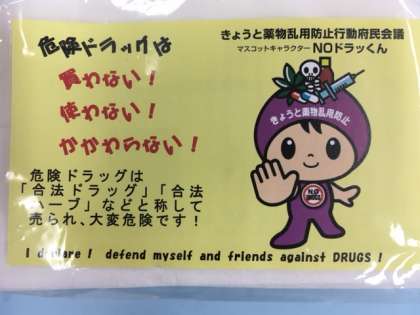 危険ドラッグは
買わない!
使わない!
かかわらない!
危険ドラッグは
「合法ドラッグ」「合法
ハーブ」などと称して
売られ、大変危険です!
きょうと薬物乱用防止行動府民会議
マスコットキャラクター NOドラッくん
きょうと薬物乱用防止
NO
DRUGS
I declare ! defend myself and friends against DRUGS !